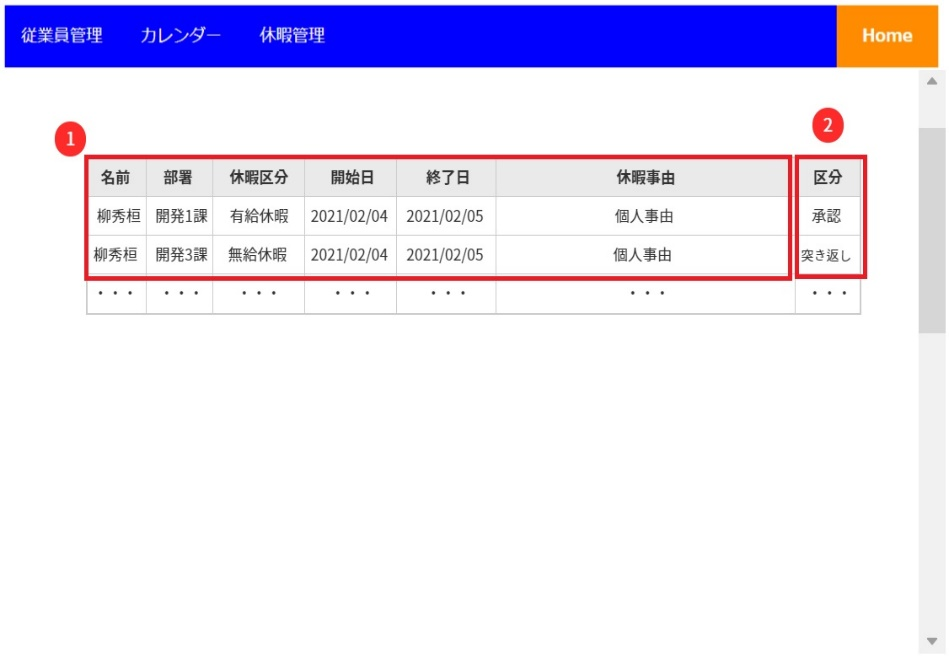 従業員管理 カレンダー 休暇管理 Home
1 2
名前 部署 休暇区分 開始日 終了日 休暇事由 区分
柳秀桓 開発1課 有給休暇 2021/02/04 2021/02/05 個人事由 承認
柳秀桓 開発3課 無給休暇 2021/02/04 2021/02/05 個人事由 突き返し
・・・ ・・・ ・・・ ・・・ ・・・ ・・・ ・・・